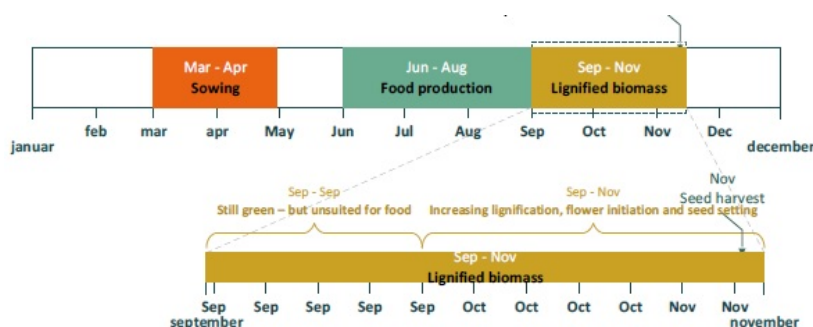 Mar - Apr
Sowing
Jun - Aug
Food production
Sep - Nov
Lignified biomass
januar
feb
mar
apr
May
Jun
Jul
Aug
Sep
Oct
Nov
Dec
december
Sep - Sep
Still green – but unsuited for food
Sep - Nov
Increasing lignification, flower initiation and seed setting
Nov
Seed harvest
Sep - Nov
Lignified biomass
Sep
Sep
Sep
Sep
Sep
Oct
Oct
Oct
Oct
Nov
Nov
september
november